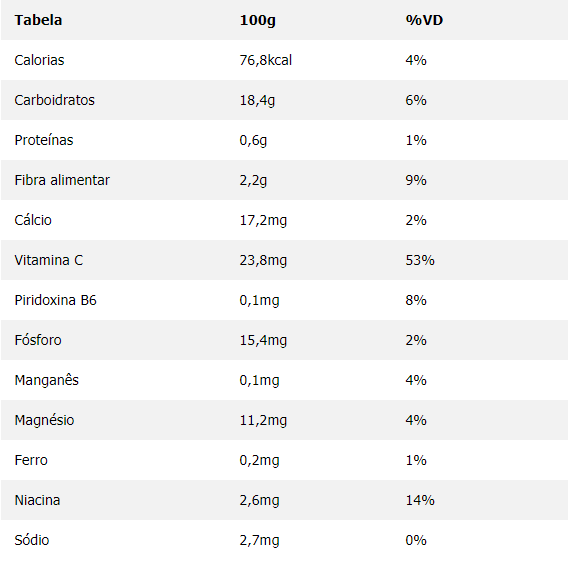 Tabela 100g %VD
Calorias 76,8kcal 4%
Carboidratos 18,4g 6%
Proteínas 0,6g 1%
Fibra alimentar 2,2g 9%
Cálcio 17,2mg 2%
Vitamina C 23,8mg 53%
Piridoxina B6 0,1mg 8%
Fósforo 15,4mg 2%
Manganês 0,1mg 4%
Magnésio 11,2mg 4%
Ferro 0,2mg 1%
Niacina 2,6mg 14%
Sódio 2,7mg 0%